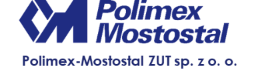 Polimex
Mostostal
Polimex-Mostostal ZUT sp. z o. o.